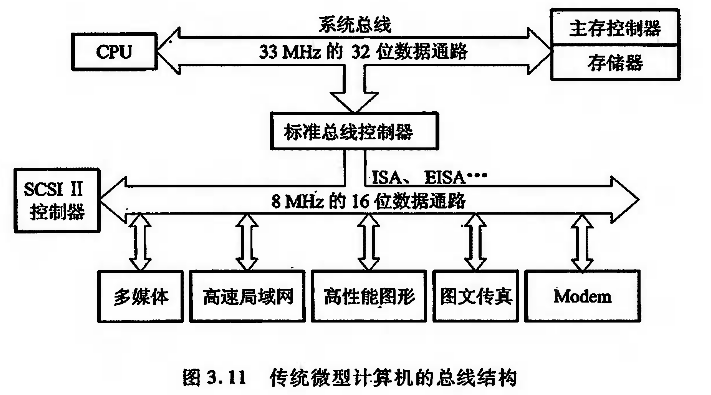 系统总线
主存控制器
CPU
33 MHz 的 32 位数据通路
存储器
标准总线控制器
SCSI II
控制器
ISA、EISA…
8 MHz 的 16 位数据通路
多媒体
高速局域网
高性能图形
图文传真
Modem
图 3.11 传统微型计算机的总线结构